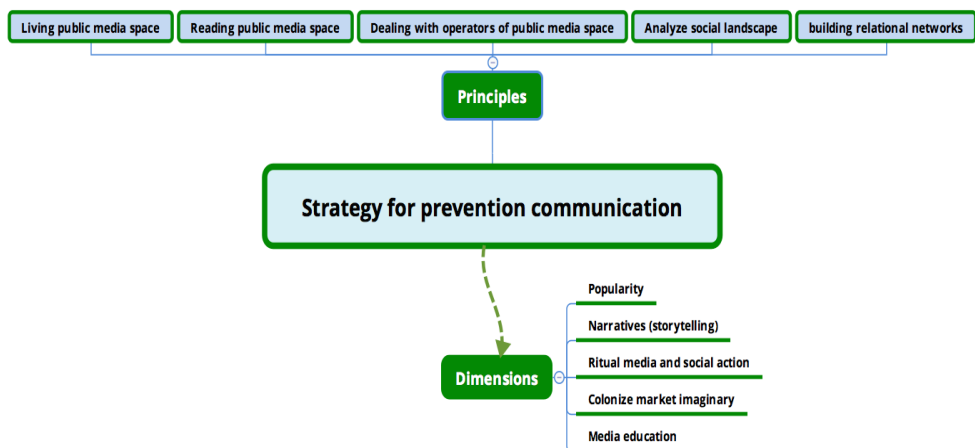 Living public media space
Reading public media space
Dealing with operators of public media space
Analyze social landscape
building relational networks
Principles
Strategy for prevention communication
Popularity
Narratives (storytelling)
Ritual media and social action
Dimensions
Colonize market imaginary
Media education